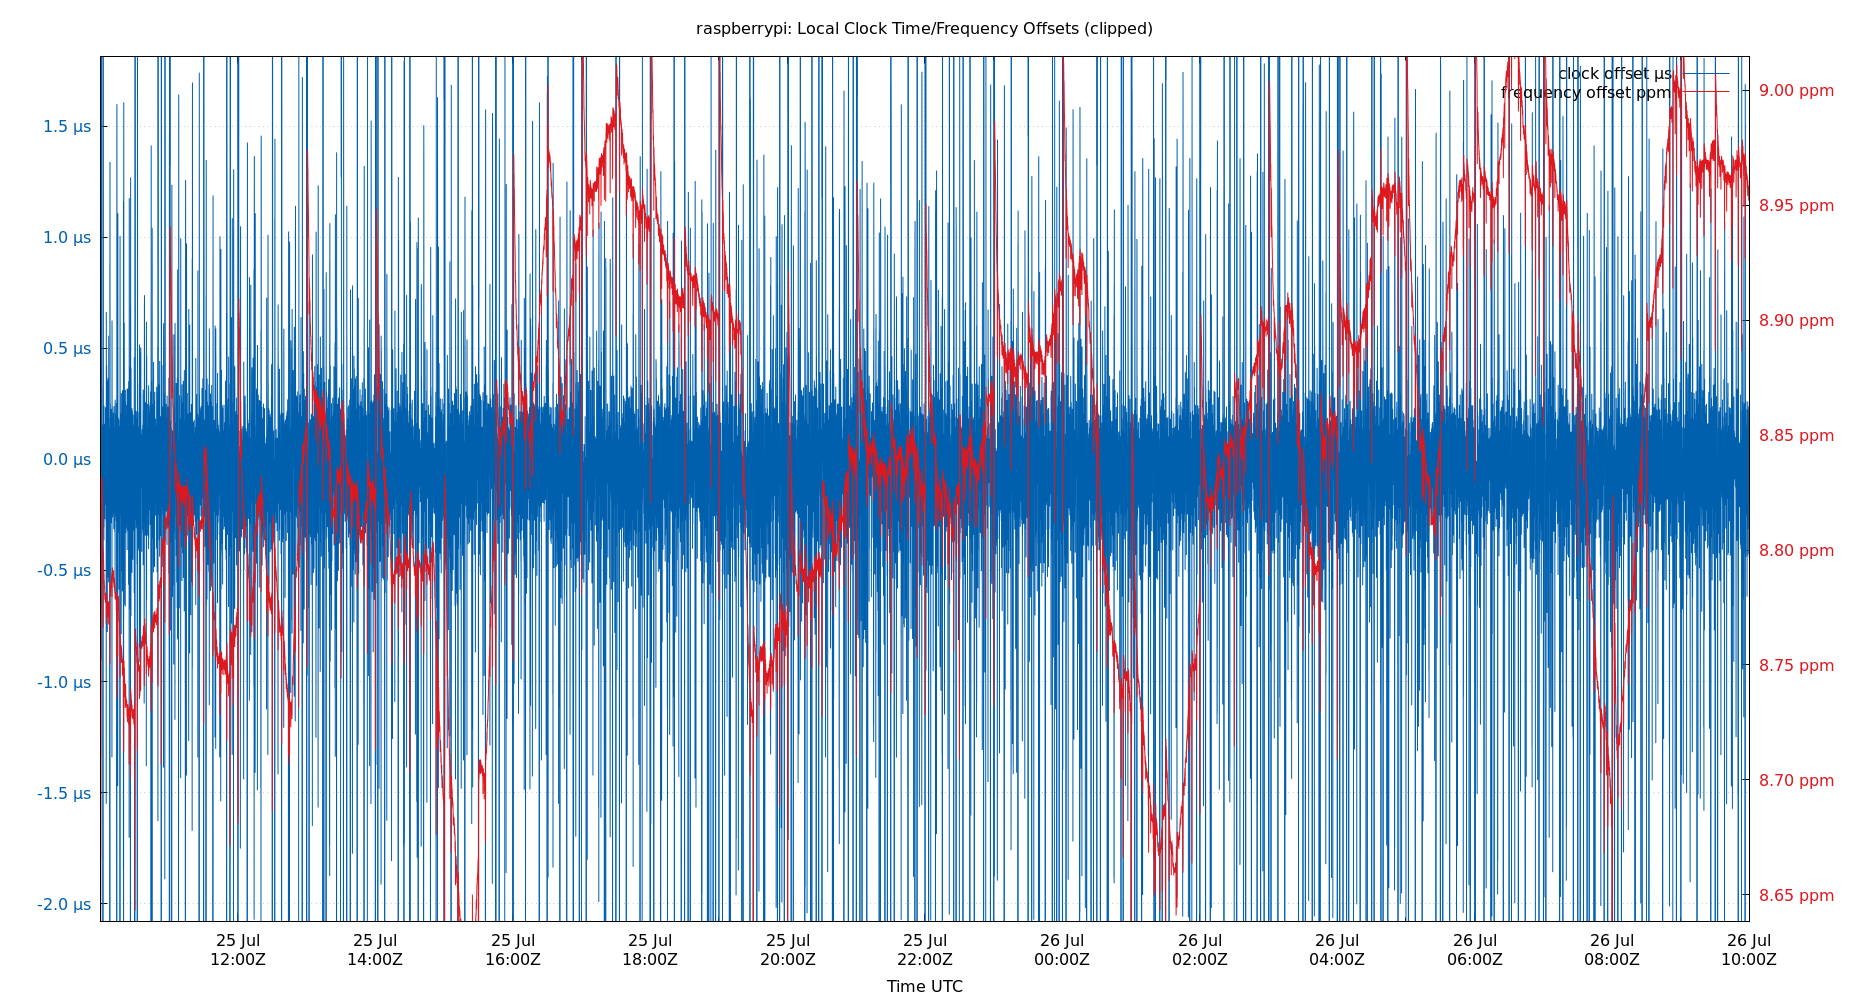 raspberrypi: Local Clock Time/Frequency Offsets (clipped)
clock offset μs
frequency offset ppm
1.5 μs
1.0 μs
0.5 μs
0.0 μs
-0.5 μs
-1.0 μs
-1.5 μs
-2.0 μs
9.00 ppm
8.95 ppm
8.90 ppm
8.85 ppm
8.80 ppm
8.75 ppm
8.70 ppm
8.65 ppm
25 Jul 25 Jul 25 Jul 25 Jul 25 Jul 25 Jul 26 Jul 26 Jul 26 Jul 26 Jul 26 Jul 26 Jul
12:00Z 14:00Z 16:00Z 18:00Z 20:00Z 22:00Z 00:00Z 02:00Z 04:00Z 06:00Z 08:00Z 10:00Z
Time UTC